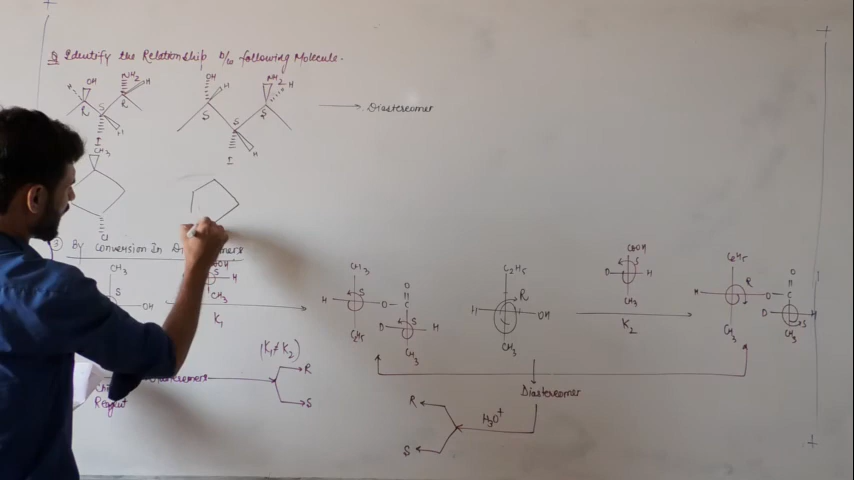 Q Identify the Relationship b/w following Molecule.
H OH NH2 H
R S R
H
I
OH H NH2 H
S S S
I H
Diastereomer
CH3
Cl
③ By Conversion In Diastereomers
CH3
OH
COOH
S H
CH3
K1
CH3
H S O C O
D S H
C2H5 CH3
C2H5
H R OH
CH3
COOH
D S H
CH3
K2
C2H5
H R O C O
D S H
CH3 CH3
(K1 ≠ K2)
R
S
Reagent
Diastereomer
H3O+
R
S